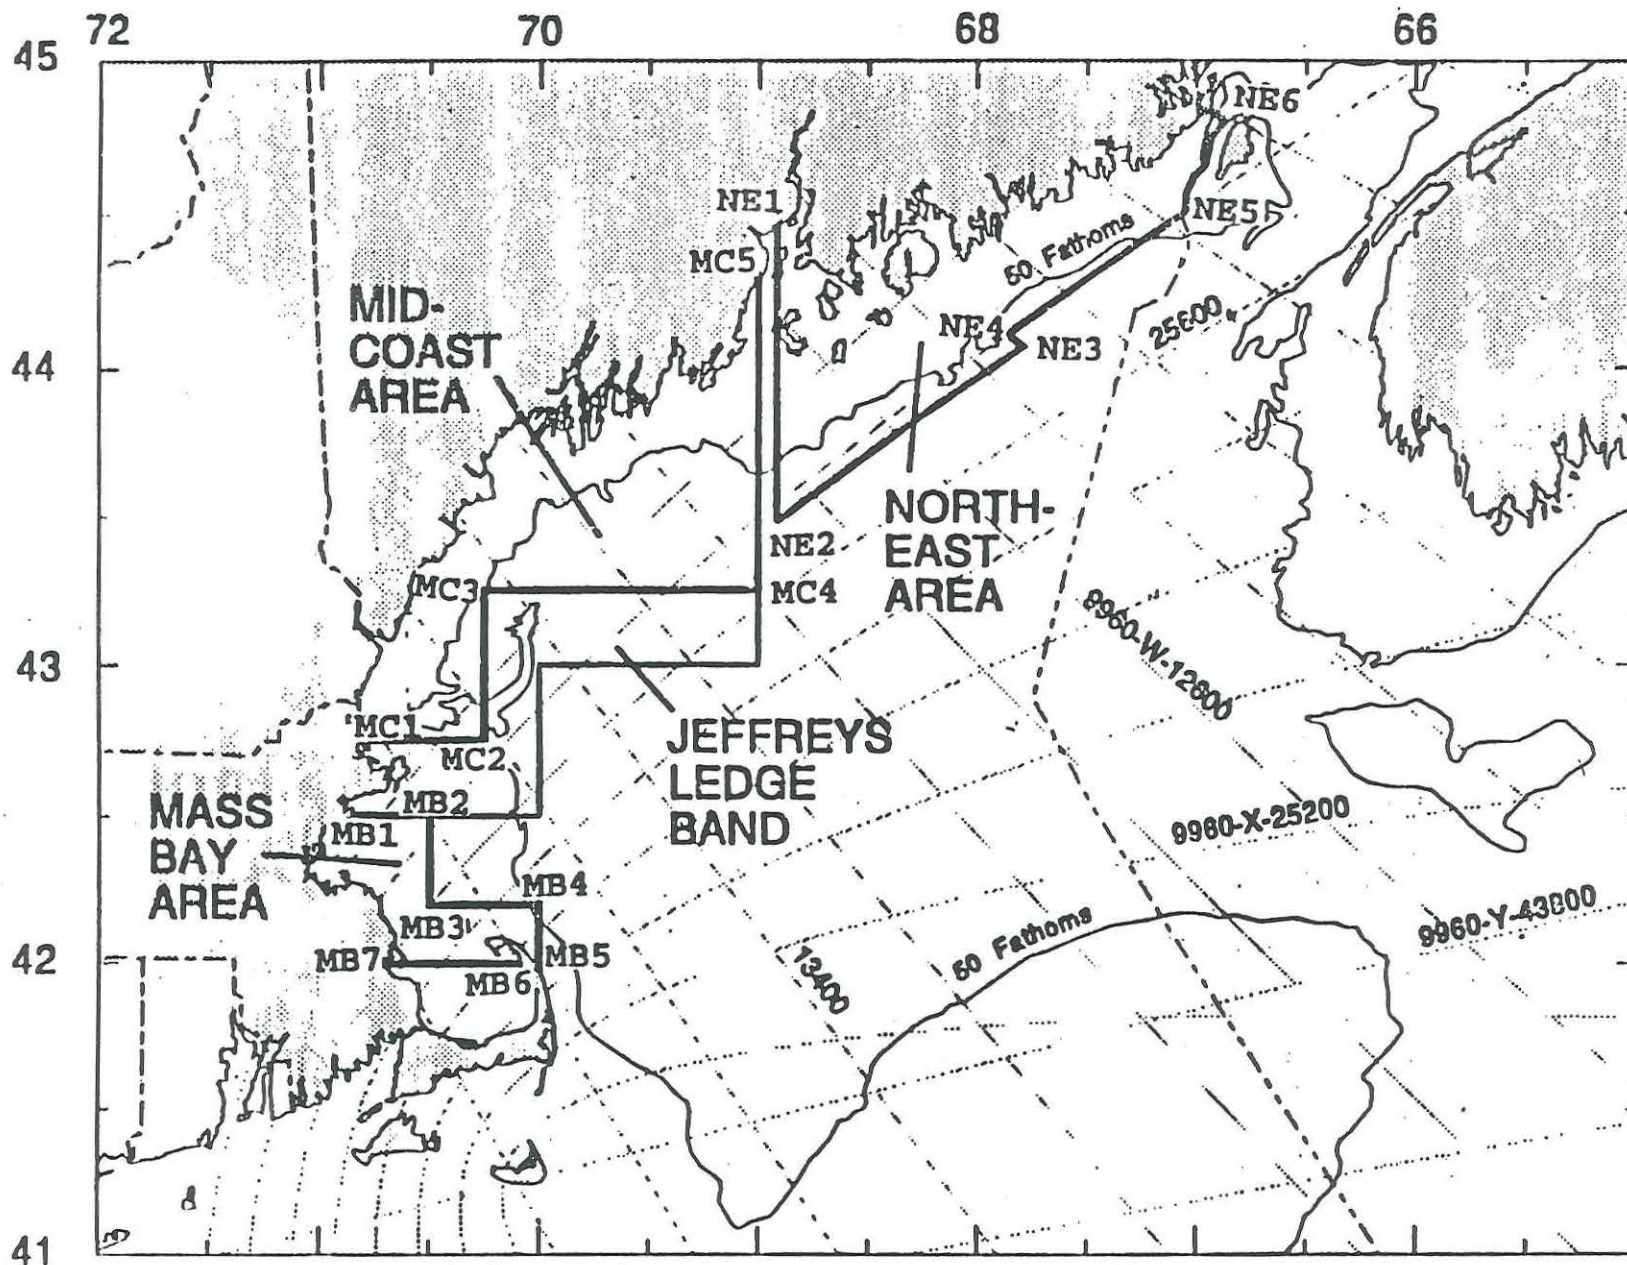 72 70 68 66
45
NE6
NE1
NE5
MC5
50 Fathoms
MID-
COAST
AREA
25600
NE4
NE3
44
NORTH-
EAST
AREA
NE2
MC3
MC4
9960-W-12800
43
MC1
MC2
JEFFREYS
LEDGE
BAND
MASS
BAY
AREA
MB2
MB1
9960-X-25200
MB4
MB3
50 Fathoms
9960-Y-43800
42
MB7
MB5
MB6
13400
41